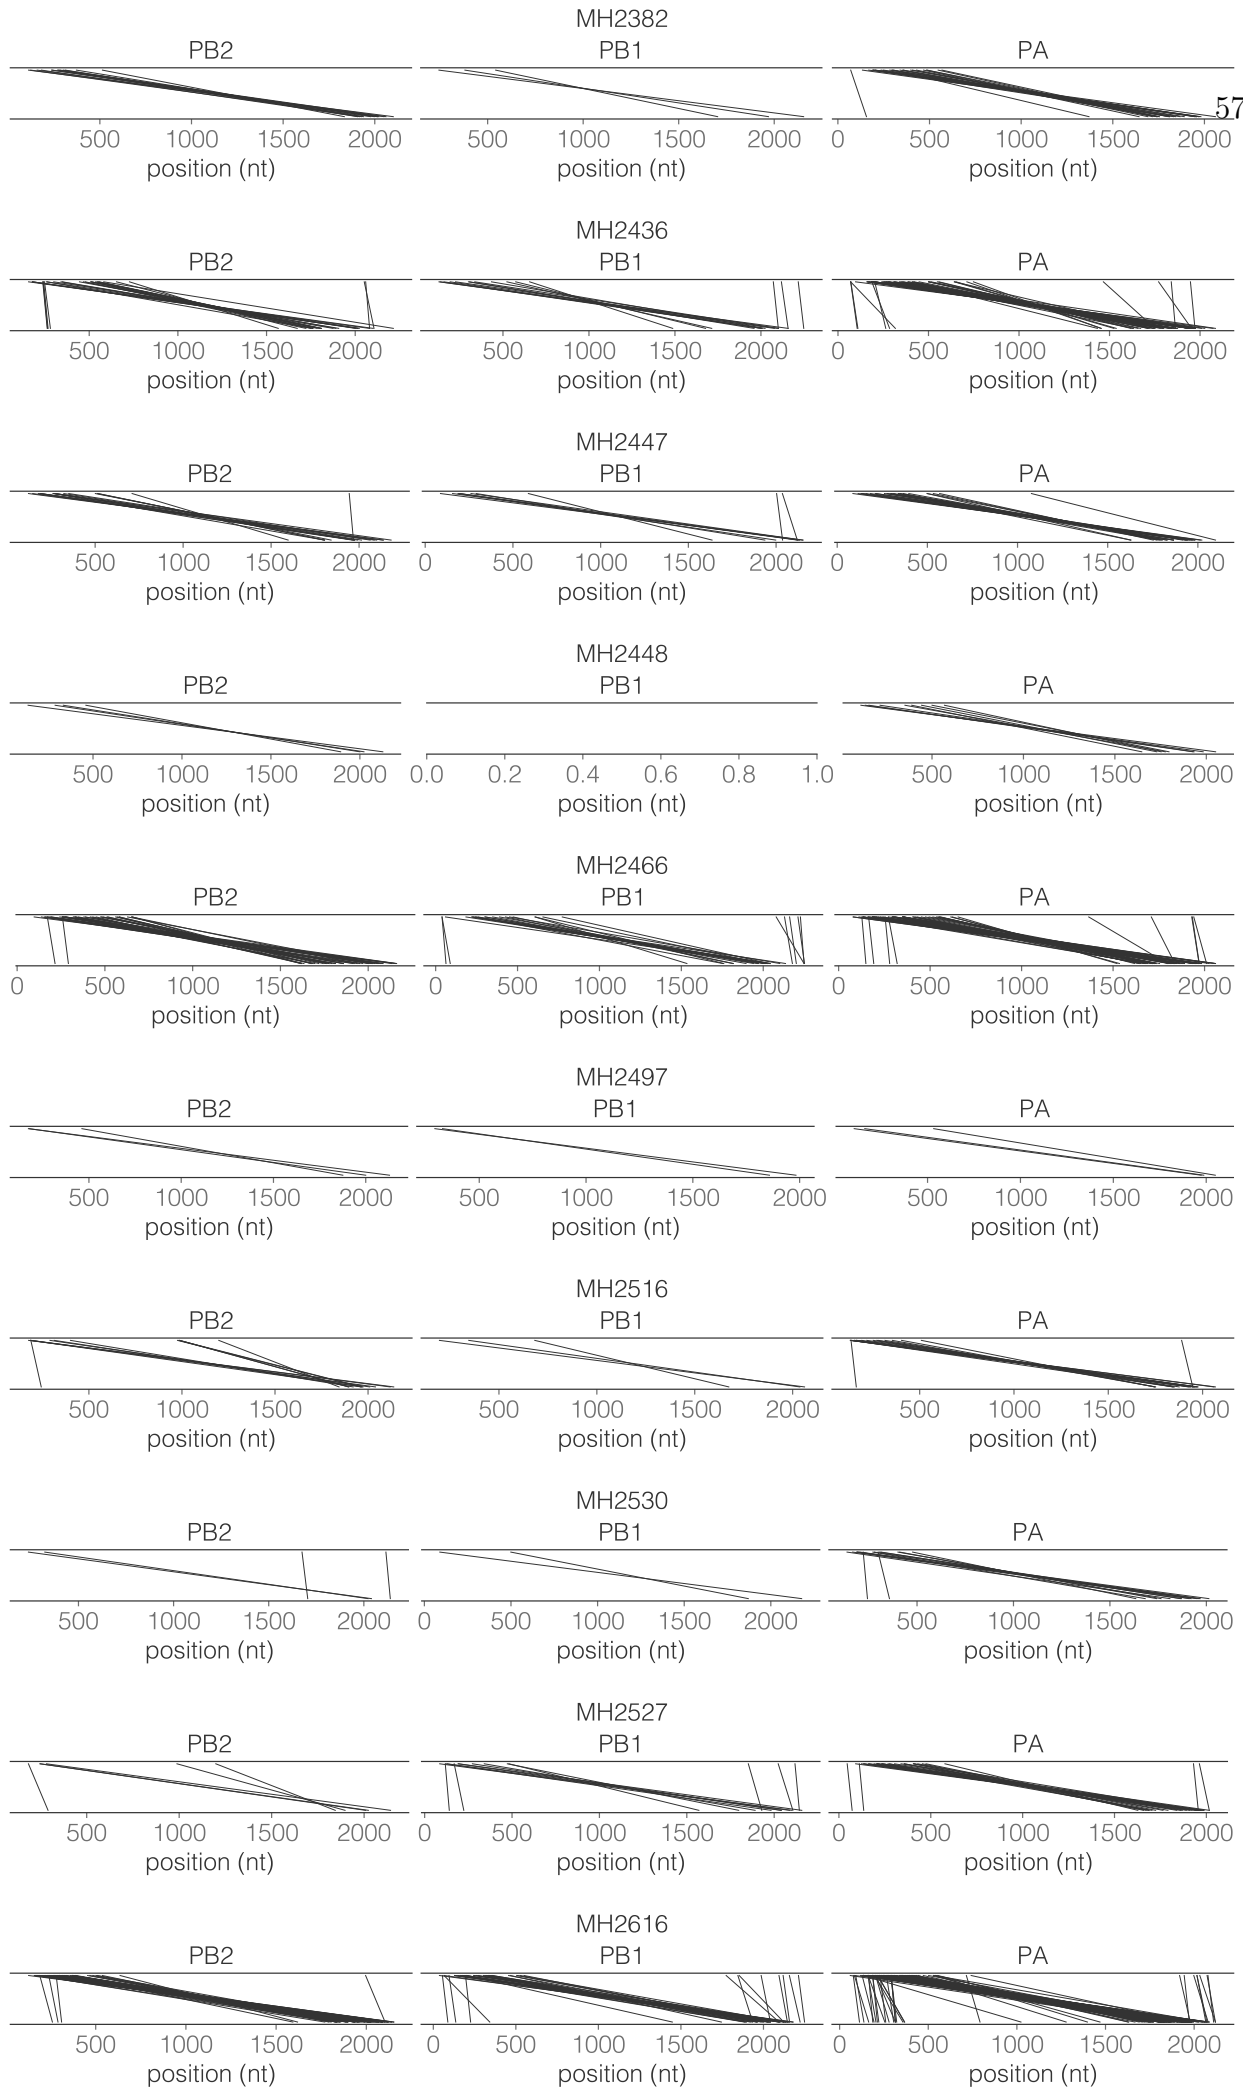 MH2382
PB2 PB1 PA
57
500 1000 1500 2000 500 1000 1500 2000 0 500 1000 1500 2000
position (nt) position (nt) position (nt)
MH2436
PB2 PB1 PA
500 1000 1500 2000 500 1000 1500 2000 0 500 1000 1500 2000
position (nt) position (nt) position (nt)
MH2447
PB2 PB1 PA
500 1000 1500 2000 0 500 1000 1500 2000 0 500 1000 1500 2000
position (nt) position (nt) position (nt)
MH2448
PB2 PB1 PA
500 1000 1500 2000 0.0 0.2 0.4 0.6 0.8 1.0 500 1000 1500 2000
position (nt) position (nt) position (nt)
MH2466
PB2 PB1 PA
0 500 1000 1500 2000 0 500 1000 1500 2000 0 500 1000 1500 2000
position (nt) position (nt) position (nt)
MH2497
PB2 PB1 PA
500 1000 1500 2000 500 1000 1500 2000 500 1000 1500 2000
position (nt) position (nt) position (nt)
MH2516
PB2 PB1 PA
500 1000 1500 2000 500 1000 1500 2000 500 1000 1500 2000
position (nt) position (nt) position (nt)
MH2530
PB2 PB1 PA
500 1000 1500 2000 0 500 1000 1500 2000 500 1000 1500 2000
position (nt) position (nt) position (nt)
MH2527
PB2 PB1 PA
500 1000 1500 2000 0 500 1000 1500 2000 0 500 1000 1500 2000
position (nt) position (nt) position (nt)
MH2616
PB2 PB1 PA
500 1000 1500 2000 0 500 1000 1500 2000 0 500 1000 1500 2000
position (nt) position (nt) position (nt)